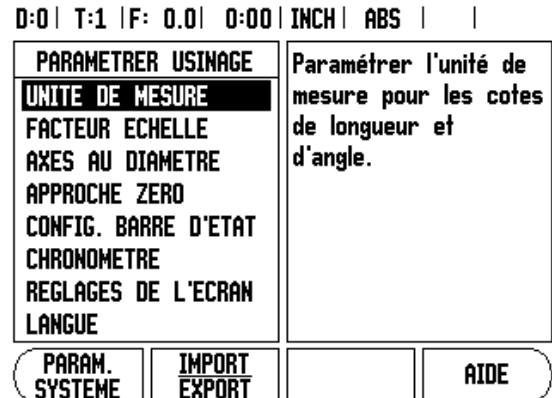 D:0 | T:1 | F: 0.0 | 0:00 | INCH | ABS | |
PARAMETRER USINAGE
UNITE DE MESURE
FACTEUR ECHELLE
AXES AU DIAMETRE
APPROCHE ZERO
CONFIG. BARRE D'ETAT
CHRONOMETRE
REGLAGES DE L'ECRAN
LANGUE
Paramétrer l'unité de
mesure pour les cotes
de longueur et
d'angle.
PARAM.
SYSTEME
IMPORT
EXPORT
AIDE